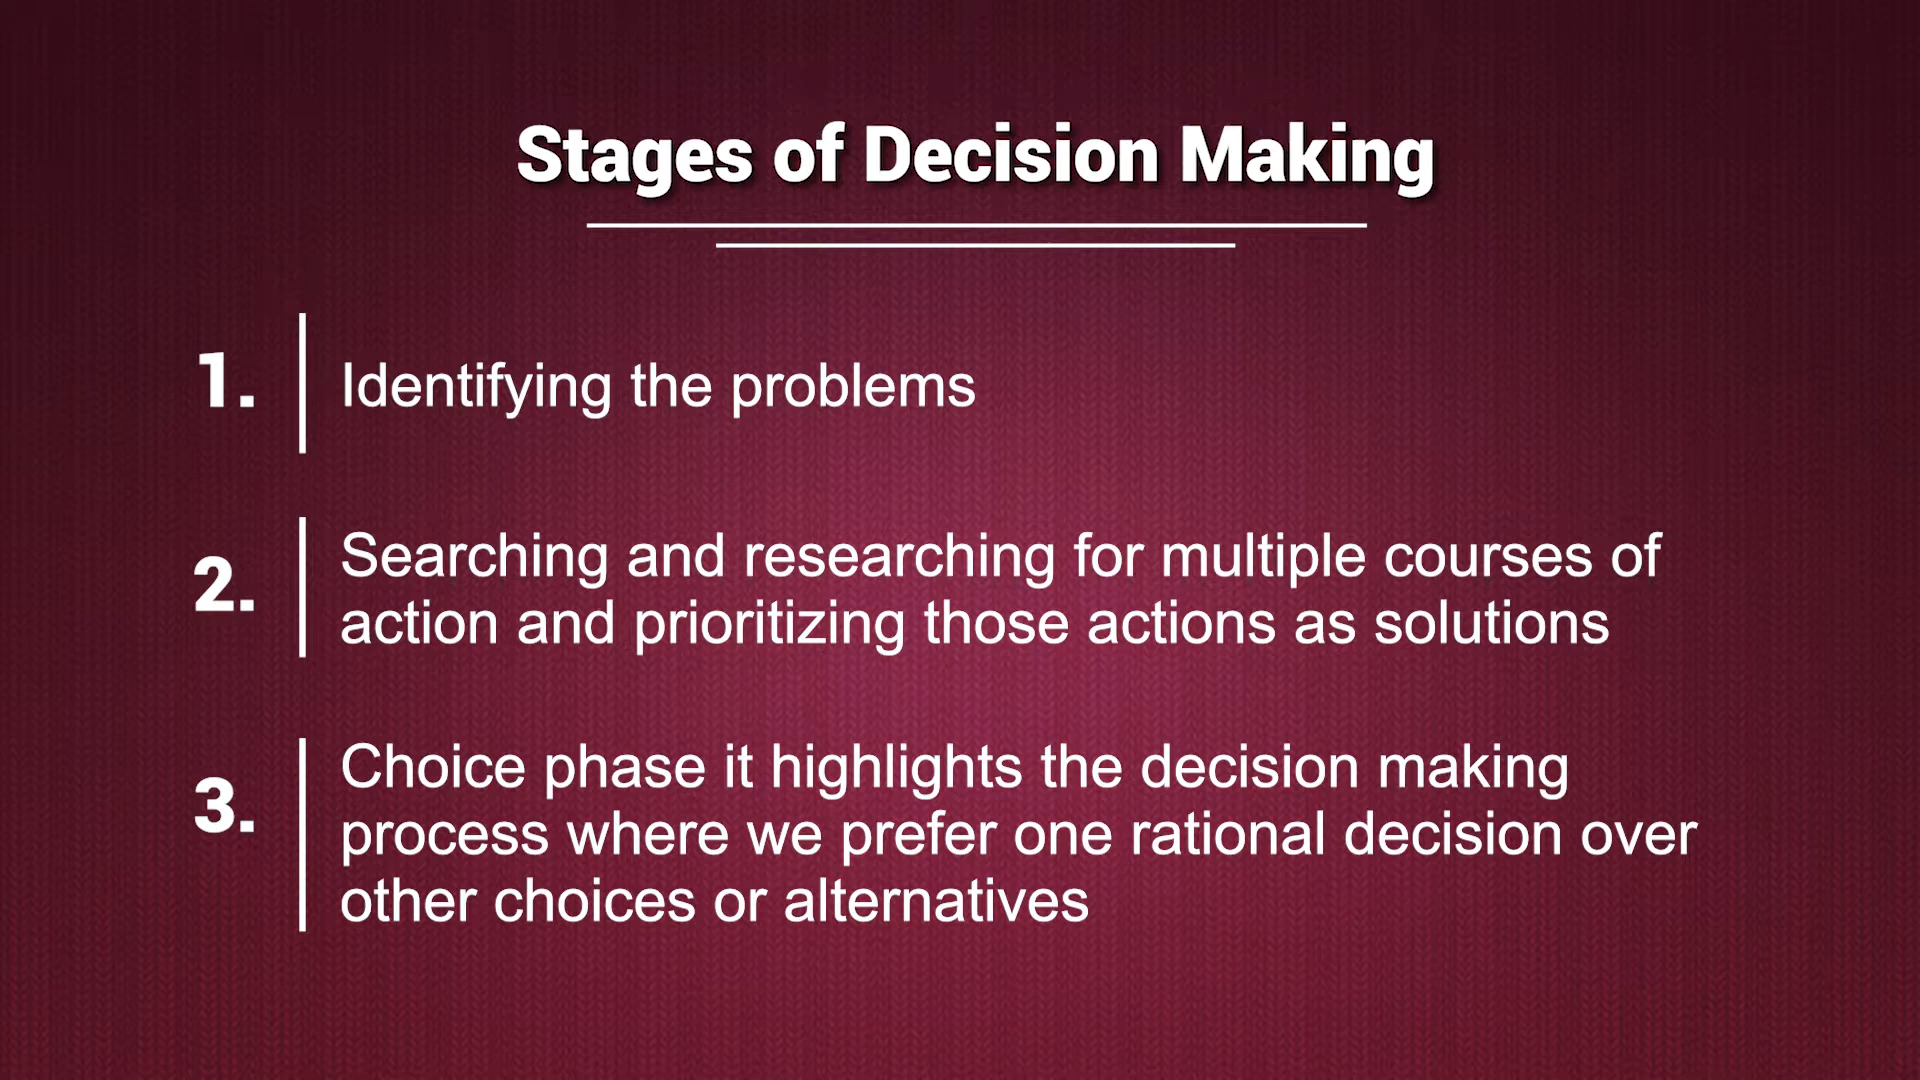 Stages of Decision Making
1.
Identifying the problems
2.
Searching and researching for multiple courses of
action and prioritizing those actions as solutions
3.
Choice phase it highlights the decision making
process where we prefer one rational decision over
other choices or alternatives